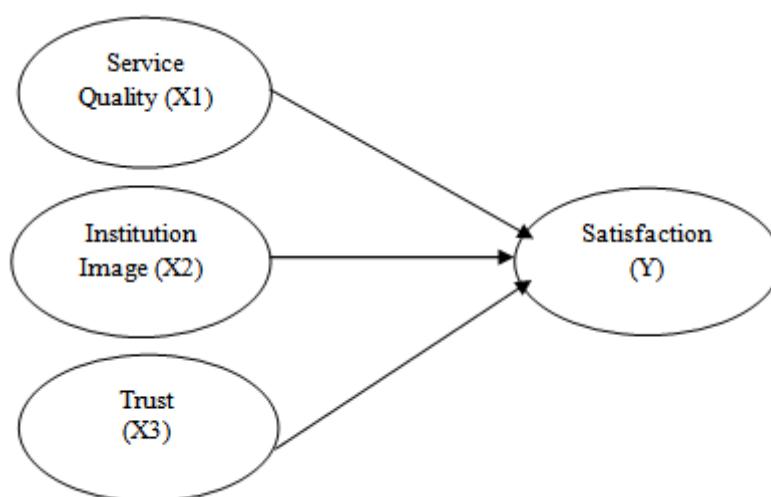 Service
Quality (X1)
Institution
Image (X2)
Trust
(X3)
Satisfaction
(Y)